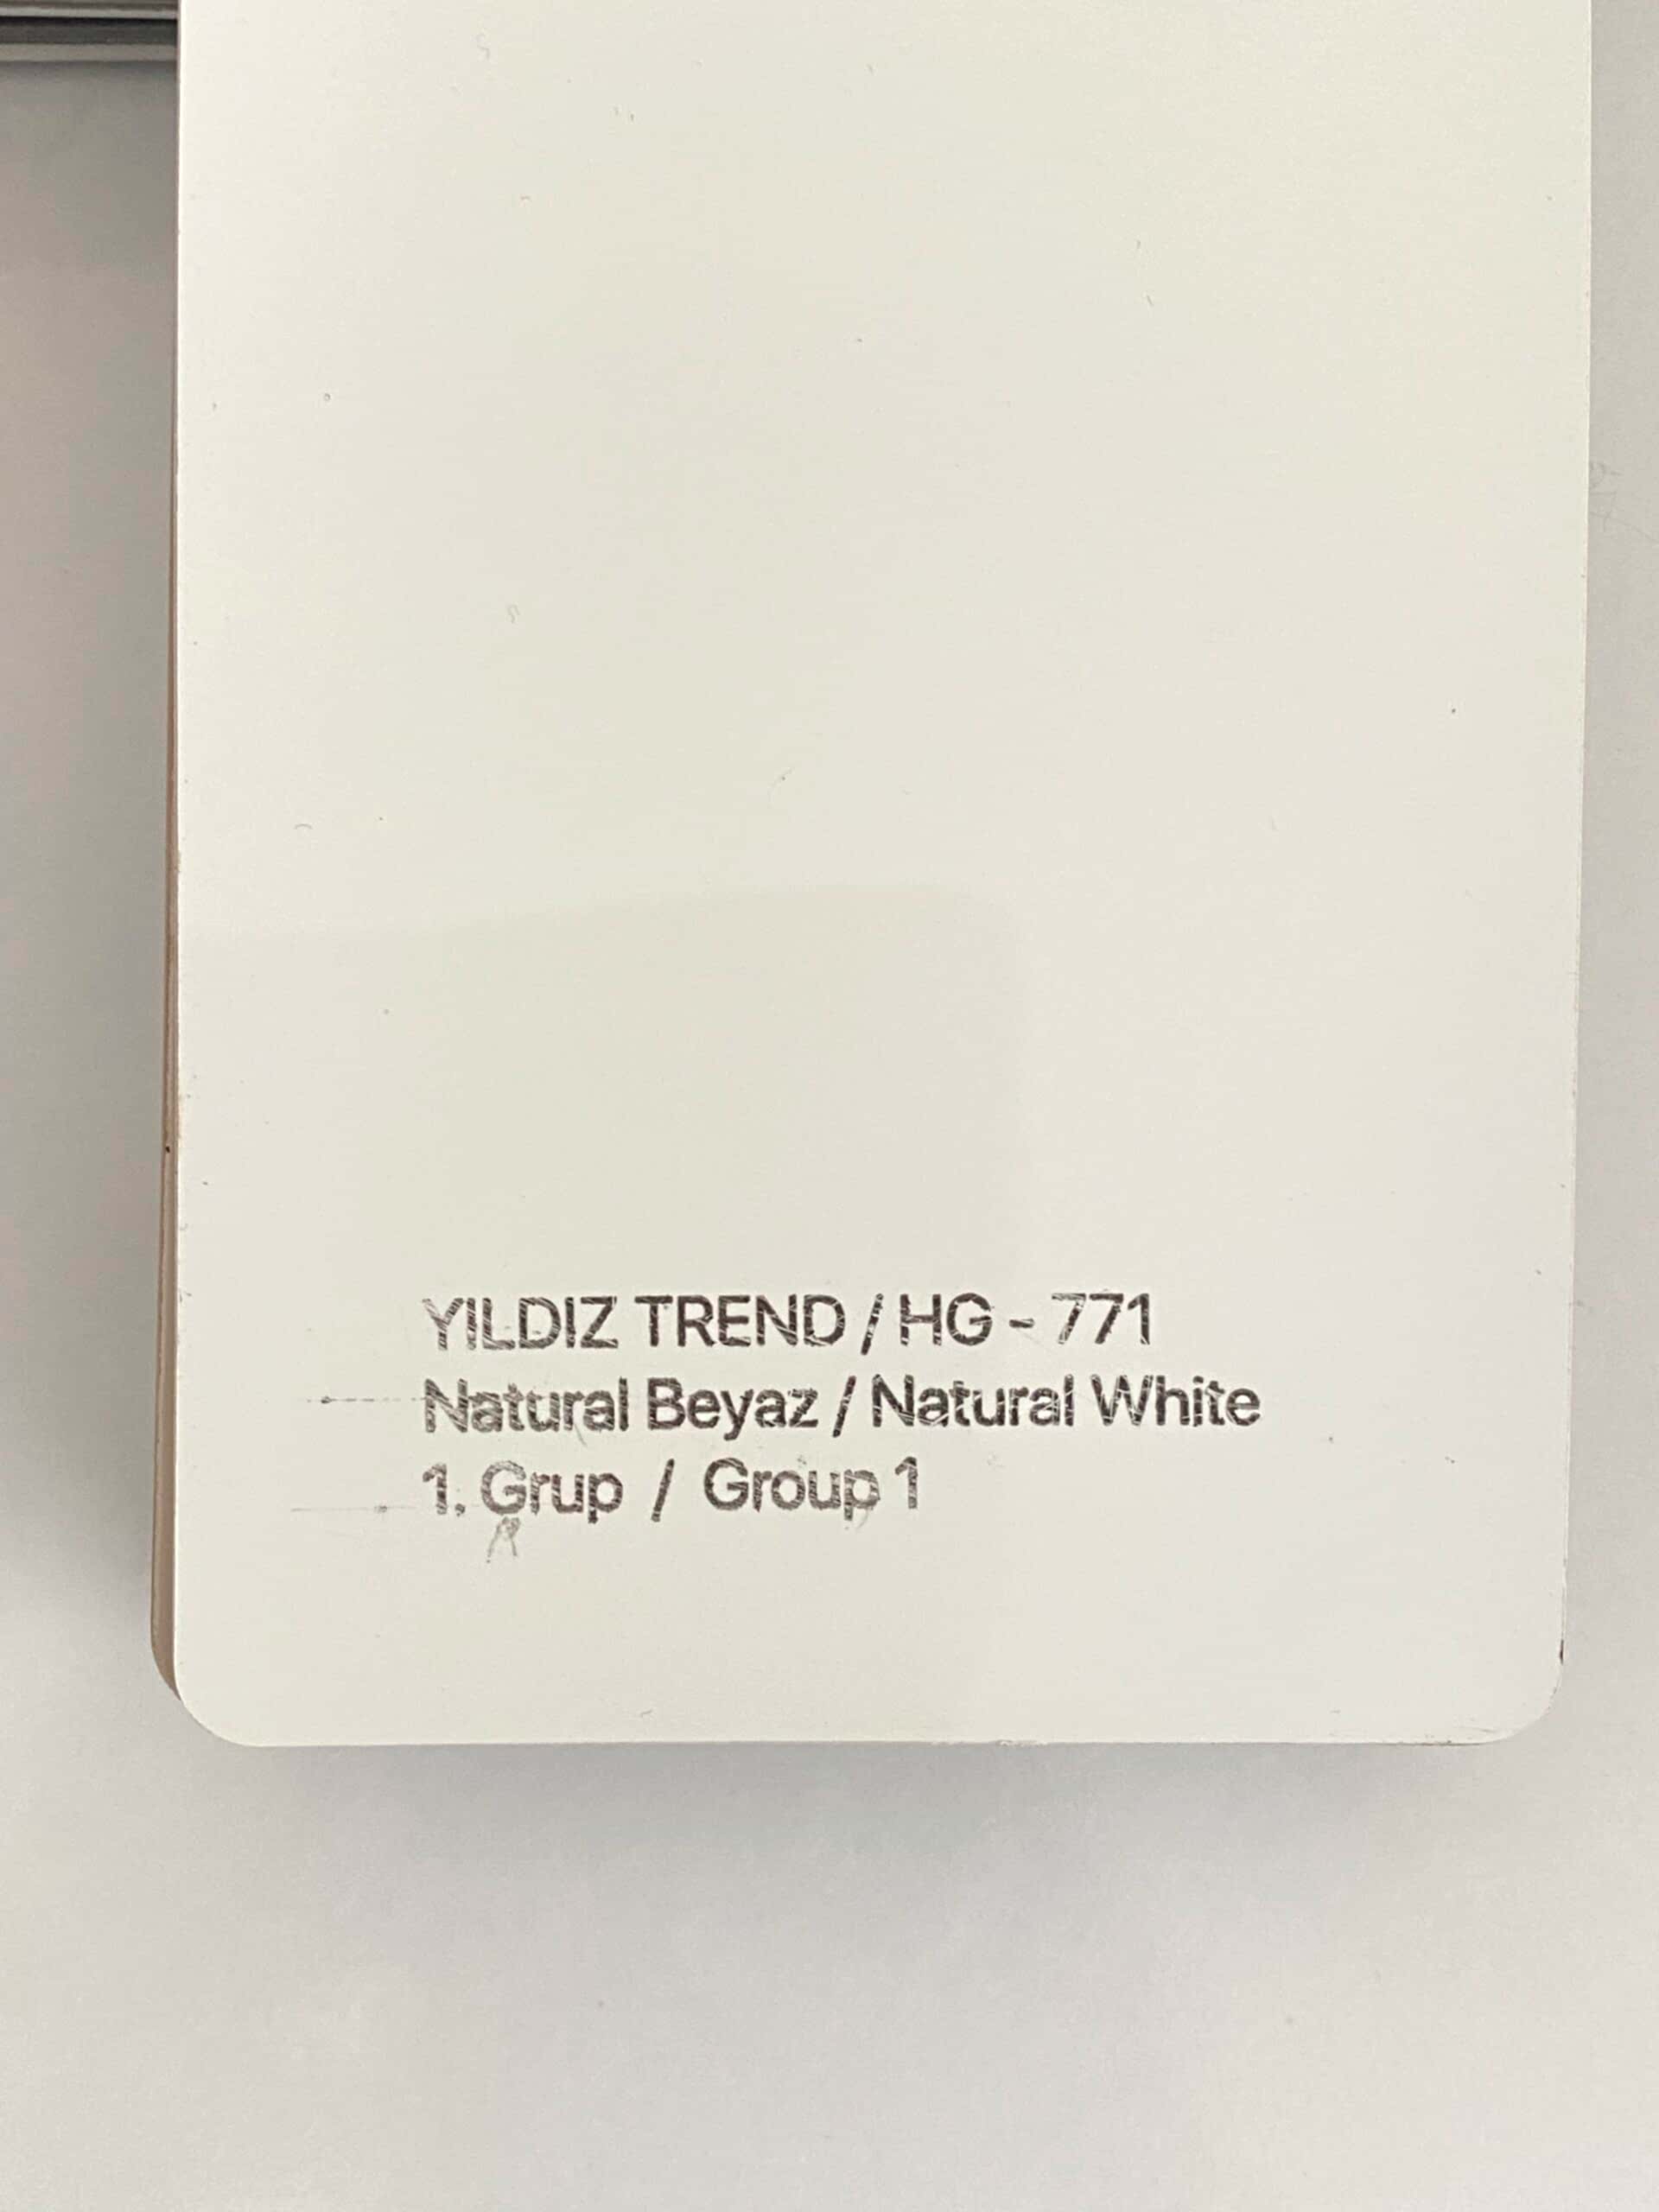 YILDIZ TREND / HG - 771
Natural Beyaz / Natural White
1. Grup / Group 1